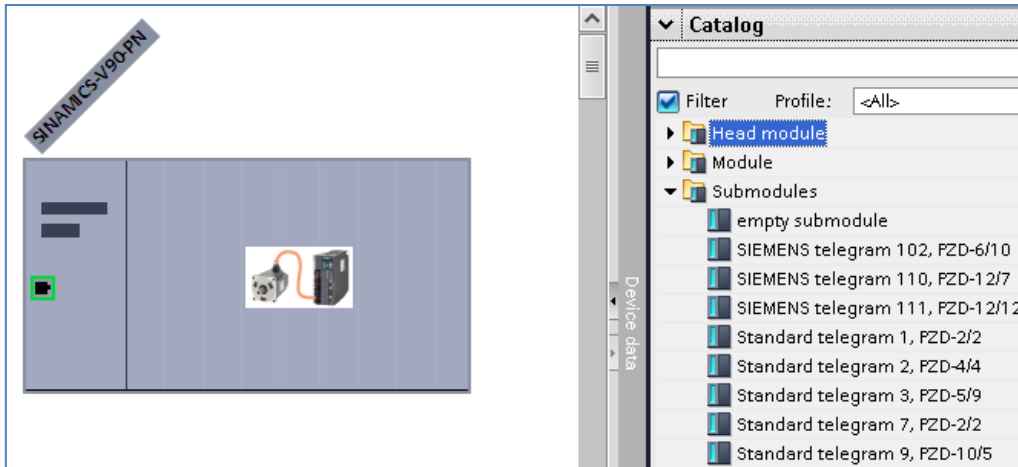 SINAMICS-V90-PN
Catalog
Filter Profile: <All>
Head module
Module
Submodules
empty submodule
SIEMENS telegram 102, PZD-6/10
SIEMENS telegram 110, PZD-12/7
SIEMENS telegram 111, PZD-12/12
Standard telegram 1, PZD-2/2
Standard telegram 2, PZD-4/4
Standard telegram 3, PZD-5/9
Standard telegram 7, PZD-2/2
Standard telegram 9, PZD-10/5
Device data